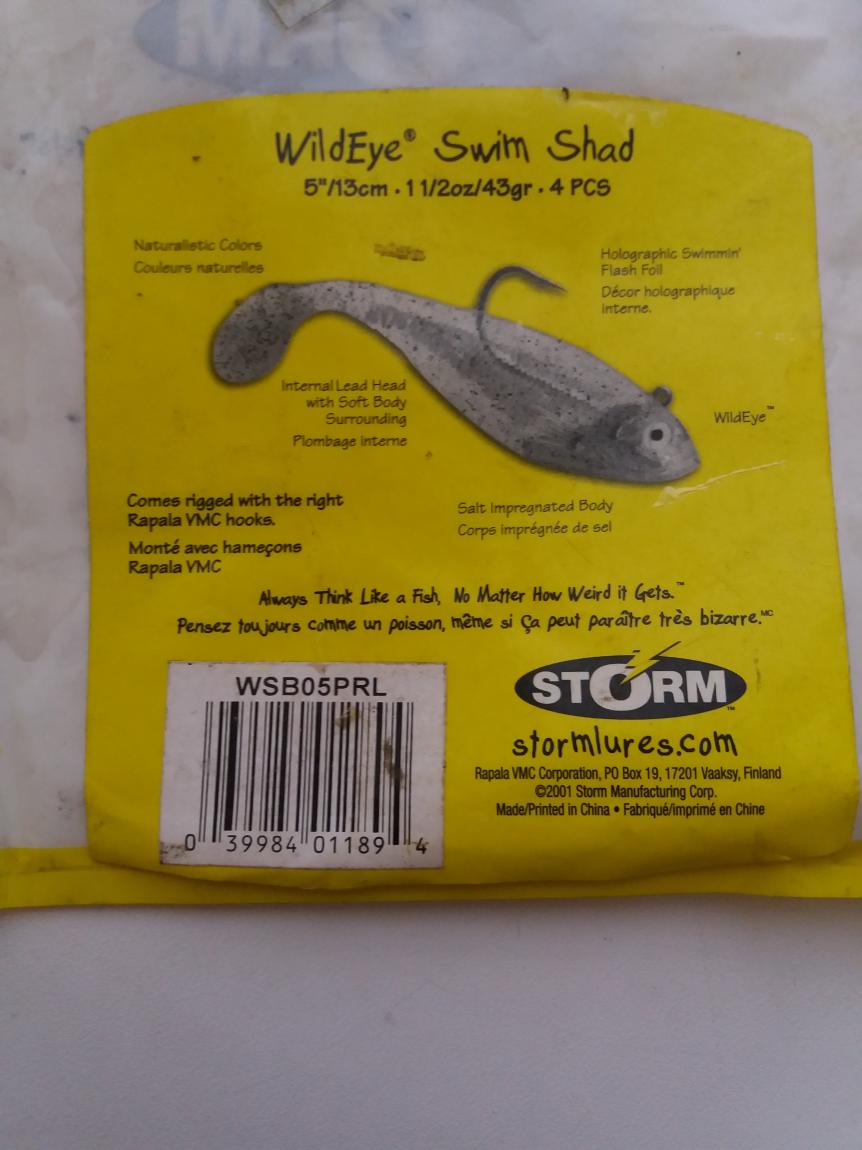 WildEye® Swim Shad
5"/13cm · 1 1/2oz/43gr · 4 PCS
Naturalistic Colors
Couleurs naturelles
Holographic Swimmin'
Flash Foil
Décor holographique
interne.
Internal Lead Head
with Soft Body
Surrounding
Plombage interne
WildEye™
Comes rigged with the right
Rapala VMC hooks.
Monté avec hameçons
Rapala VMC
Salt Impregnated Body
Corps imprégnée de sel
Always Think Like a Fish, No Matter How Weird it Gets.™
Pensez toujours comme un poisson, même si Ça peut paraître très bizarre.MC
WSB05PRL
0 39984 01189 4
STORM™
stormlures.com
Rapala VMC Corporation, PO Box 19, 17201 Vaaksy, Finland
©2001 Storm Manufacturing Corp.
Made/Printed in China • Fabriqué/imprimé en Chine